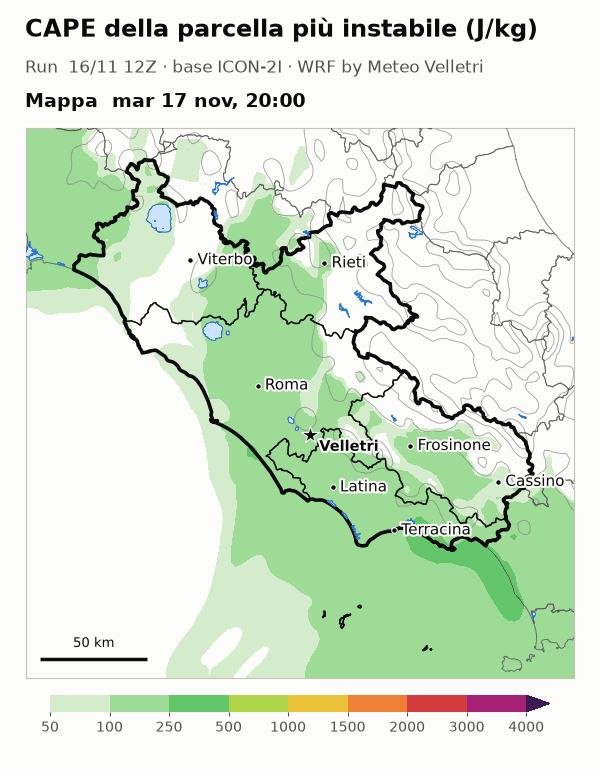 CAPE della parcella più instabile (J/kg)
Run  16/11 12Z · base ICON-2I · WRF by Meteo Velletri
Mappa  mar 17 nov, 20:00
Viterbo
Rieti
Roma
Velletri
Frosinone
Cassino
Latina
Terracina
50 km
50 100 250 500 1000 1500 2000 3000 4000